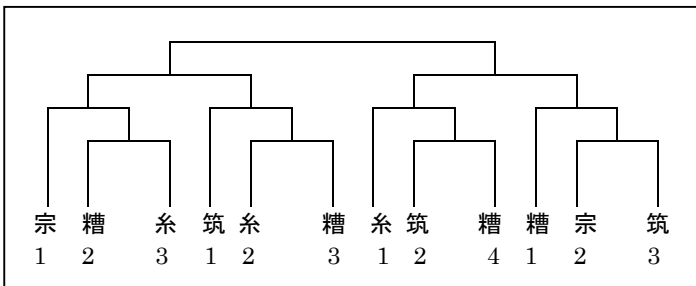 宗 糟 糸 筑 糸 糟 糸 筑 糟 糟 宗 筑
1 2 3 1 2 3 1 2 4 1 2 3